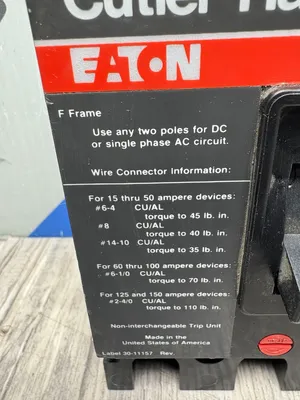 Cutler-Ha
EATON
F Frame
Use any two poles for DC
or single phase AC circuit.
Wire Connector Information:
For 15 thru 50 ampere devices:
#6-4 CU/AL
torque to 45 lb. in.
#8 CU/AL
torque to 40 lb. in.
#14-10 CU/AL
torque to 35 lb. in.
For 60 thru 100 ampere devices:
#6-1/0 CU/AL
torque to 70 lb. in.
For 125 and 150 ampere devices:
#2-4/0 CU/AL
torque to 110 lb. in.
Non-interchangeable Trip Unit
Made in the
United States of America
Label 30-11157 Rev.